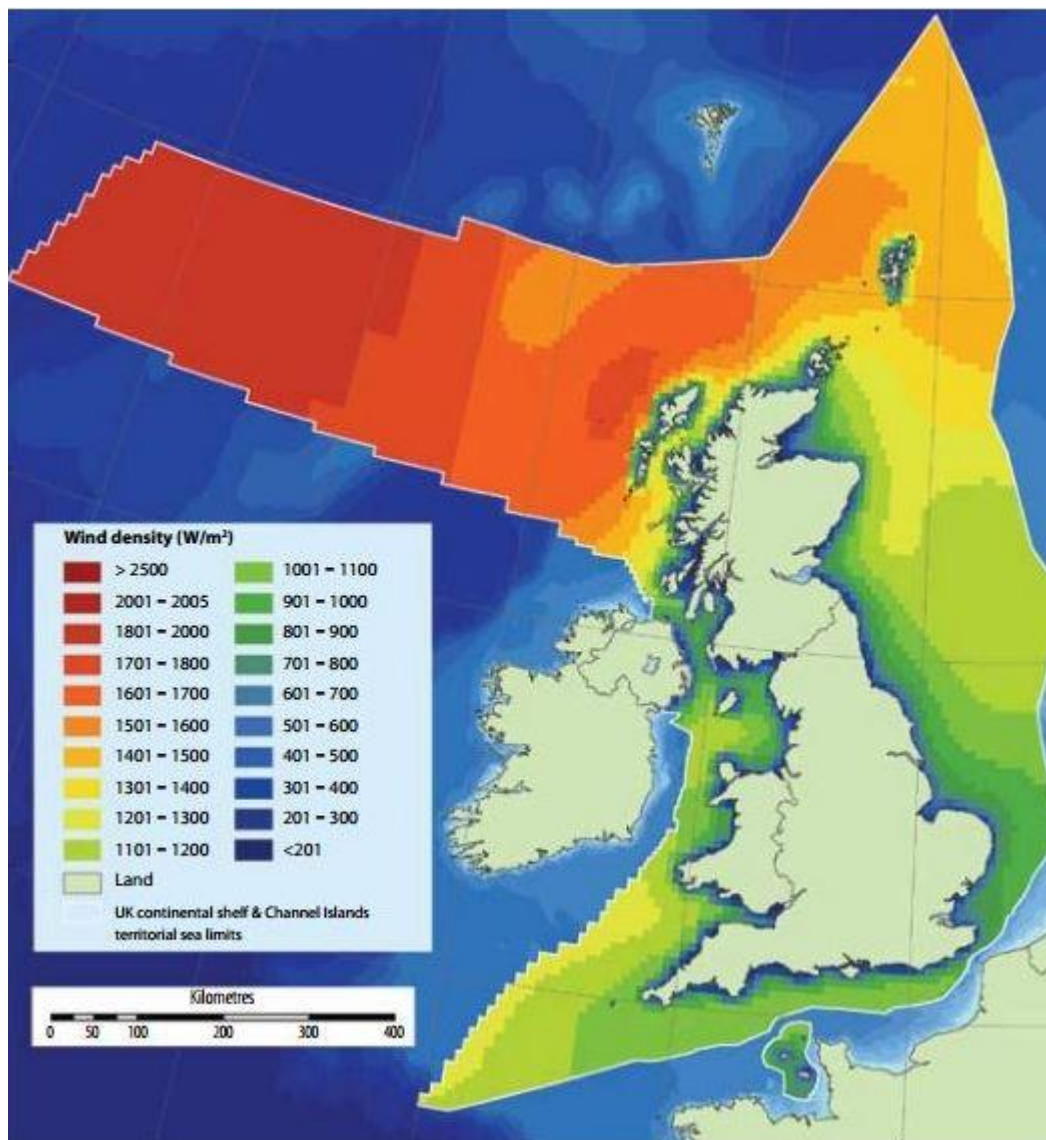 Wind density (W/m²)
> 2500
2001 – 2005
1801 – 2000
1701 – 1800
1601 – 1700
1501 – 1600
1401 – 1500
1301 – 1400
1201 – 1300
1101 – 1200
1001 – 1100
901 – 1000
801 – 900
701 – 800
601 – 700
501 – 600
401 – 500
301 – 400
201 – 300
<201
Land
UK continental shelf & Channel Islands
territorial sea limits
Kilometres
0 50 100 200 300 400